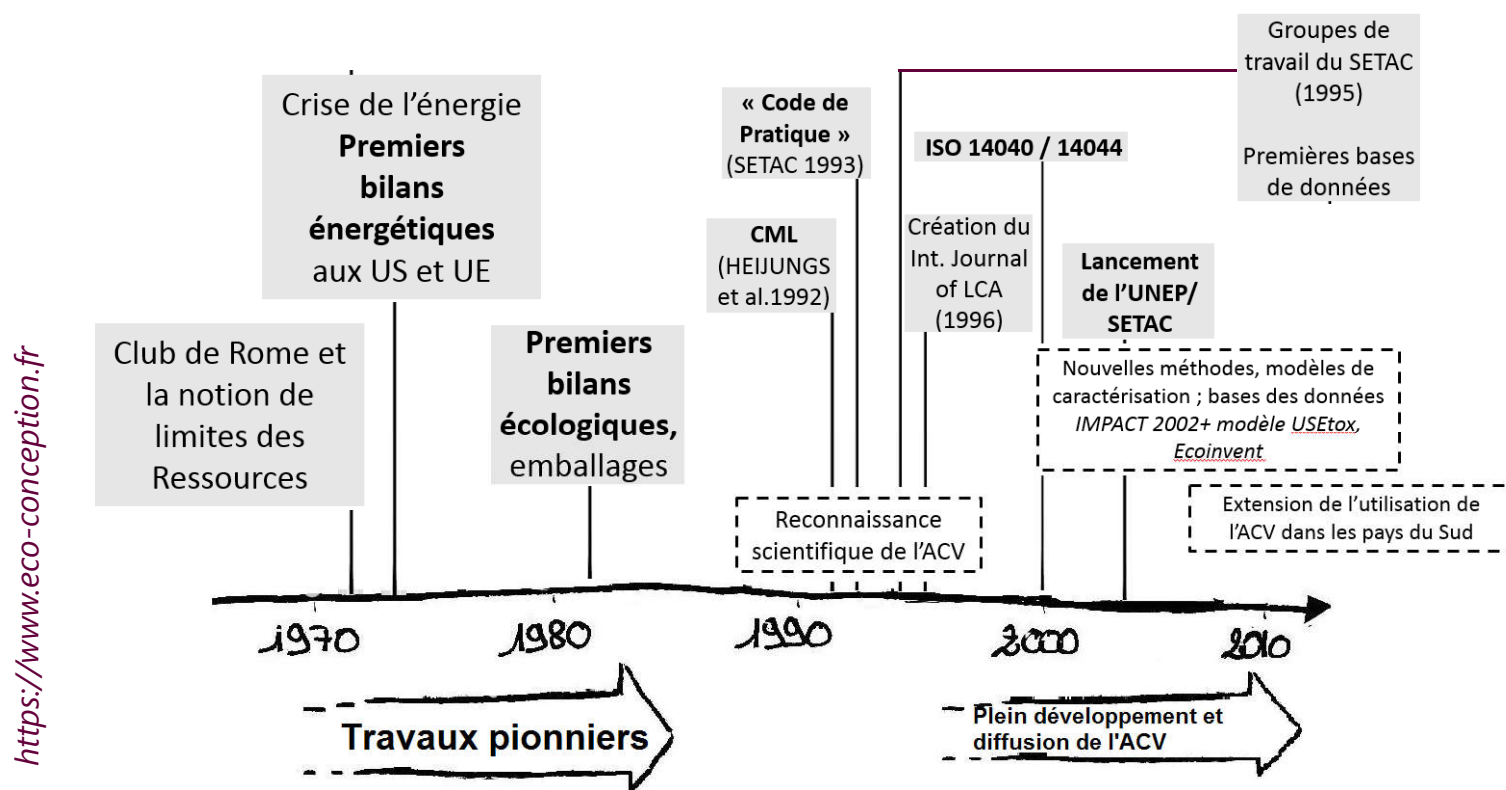 https://www.eco-conception.fr
Crise de l'énergie
Premiers
bilans
énergétiques
aux US et UE
Club de Rome et
la notion de
limites des
Ressources
Premiers
bilans
écologiques,
emballages
« Code de
Pratique »
(SETAC 1993)
CML
(HEIJUNGS
et al.1992)
Reconnaissance
scientifique de l'ACV
Création du
Int. Journal
of LCA
(1996)
ISO 14040 / 14044
Groupes de
travail du SETAC
(1995)
Premières bases
de données
Lancement
de l'UNEP/
SETAC
Nouvelles méthodes, modèles de
caractérisation ; bases des données
IMPACT 2002+ modèle USEtox,
Ecoinvent
Extension de l'utilisation de
l'ACV dans les pays du Sud
1970
1980
1990
2000
2010
Travaux pionniers
Plein développement et
diffusion de l'ACV